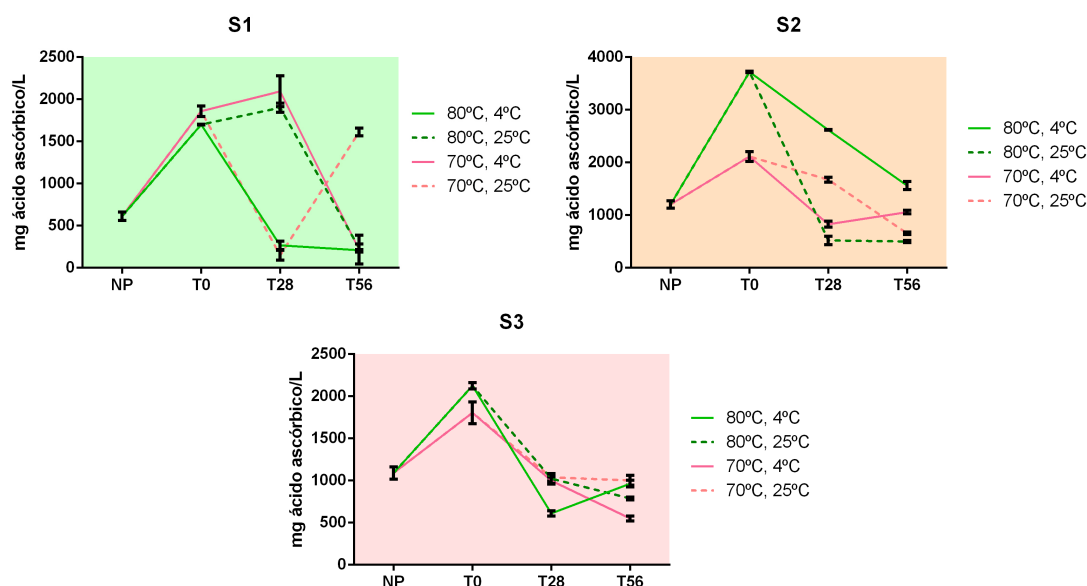 S1
mg ácido ascórbico/L
2500
2000
1500
1000
500
0
NP T0 T28 T56
80ºC, 4ºC
80ºC, 25ºC
70ºC, 4ºC
70ºC, 25ºC
S2
mg ácido ascórbico/L
4000
3000
2000
1000
0
NP T0 T28 T56
80ºC, 4ºC
80ºC, 25ºC
70ºC, 4ºC
70ºC, 25ºC
S3
mg ácido ascórbico/L
2500
2000
1500
1000
500
0
NP T0 T28 T56
80ºC, 4ºC
80ºC, 25ºC
70ºC, 4ºC
70ºC, 25ºC